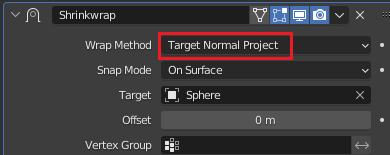 Shrinkwrap
Wrap Method Target Normal Project
Snap Mode On Surface
Target Sphere
Offset 0 m
Vertex Group